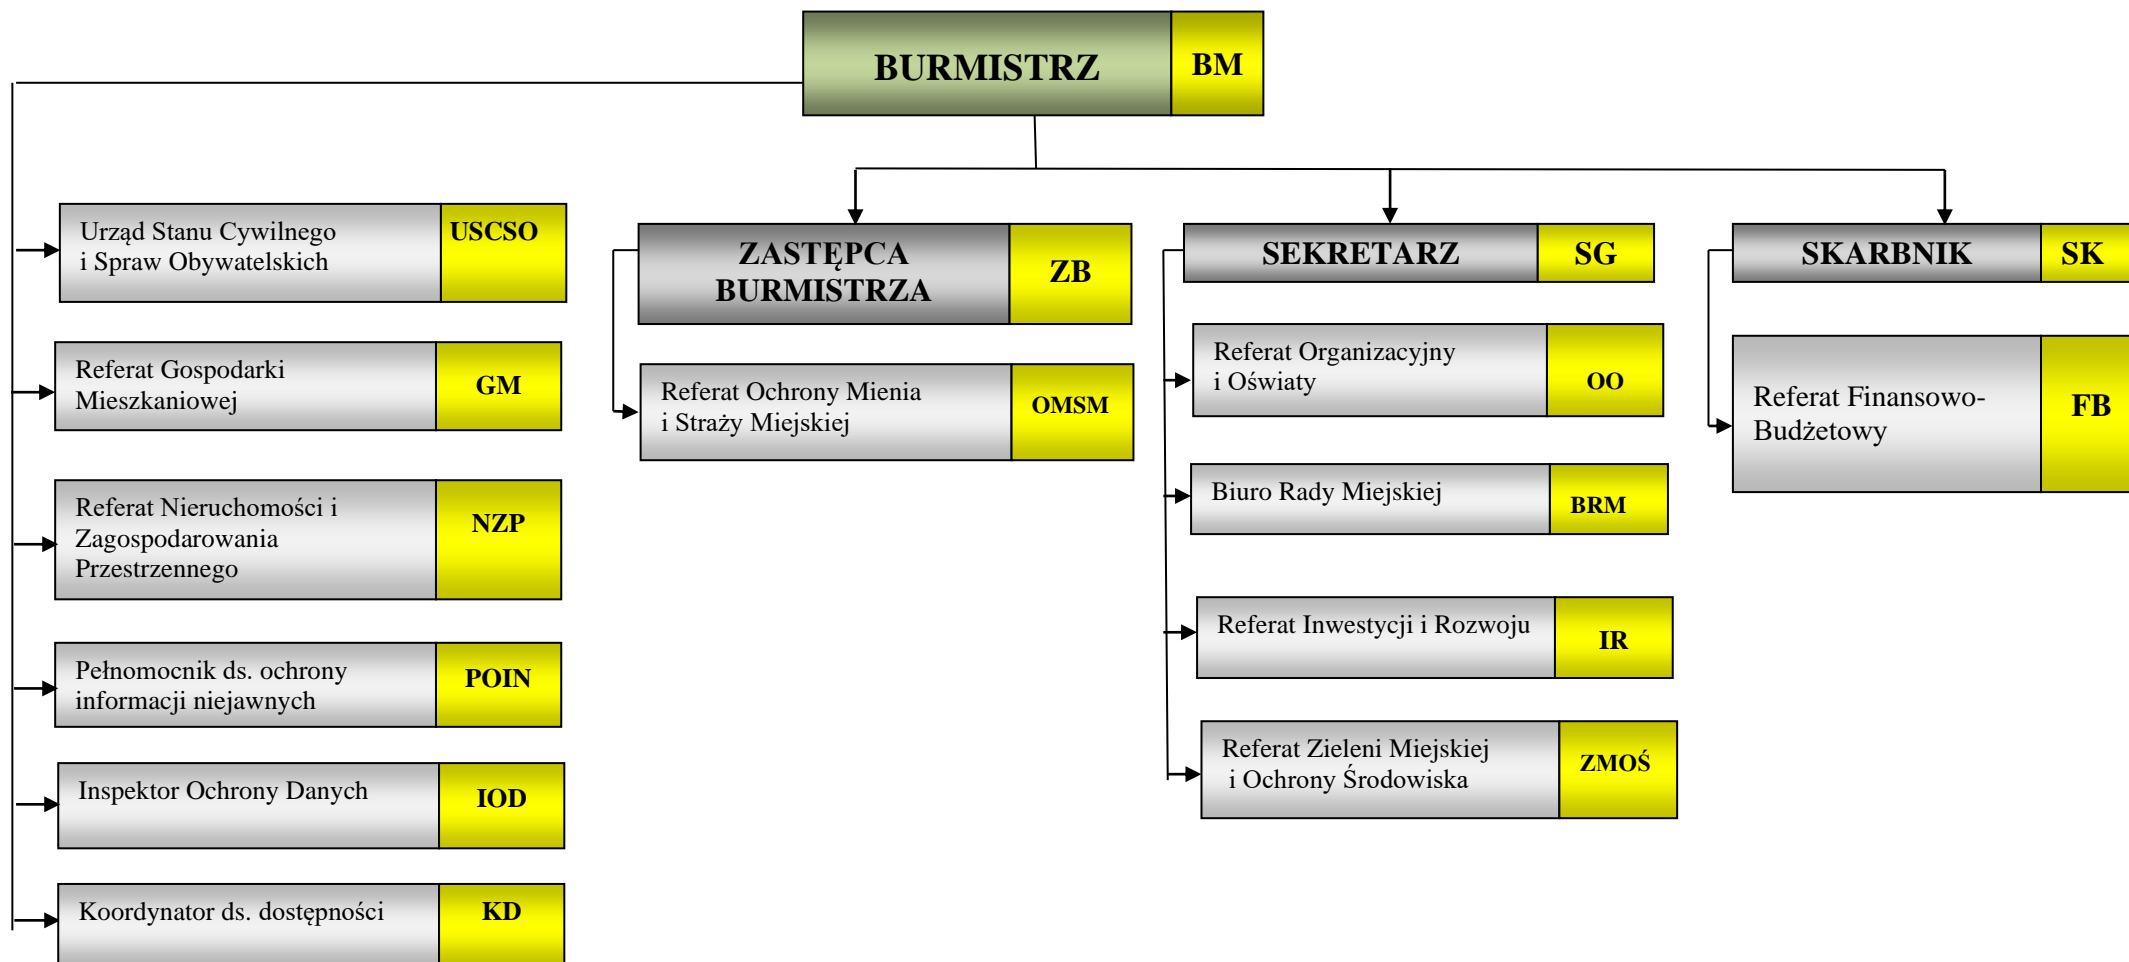 BURMISTRZ
BM
Urząd Stanu Cywilnego
i Spraw Obywatelskich
USCSO
Referat Gospodarki
Mieszkaniowej
GM
Referat Nieruchomości i
Zagospodarowania
Przestrzennego
NZP
Pełnomocnik ds. ochrony
informacji niejawnych
POIN
Inspektor Ochrony Danych
IOD
Koordynator ds. dostępności
KD
ZASTĘPCA
BURMISTRZA
ZB
Referat Ochrony Mienia
i Straży Miejskiej
OMSM
SEKRETARZ
SG
Referat Organizacyjny
i Oświaty
OO
Biuro Rady Miejskiej
BRM
Referat Inwestycji i Rozwoju
IR
Referat Zieleni Miejskiej
i Ochrony Środowiska
ZMOŚ
SKARBNIK
SK
Referat Finansowo-
Budżetowy
FB